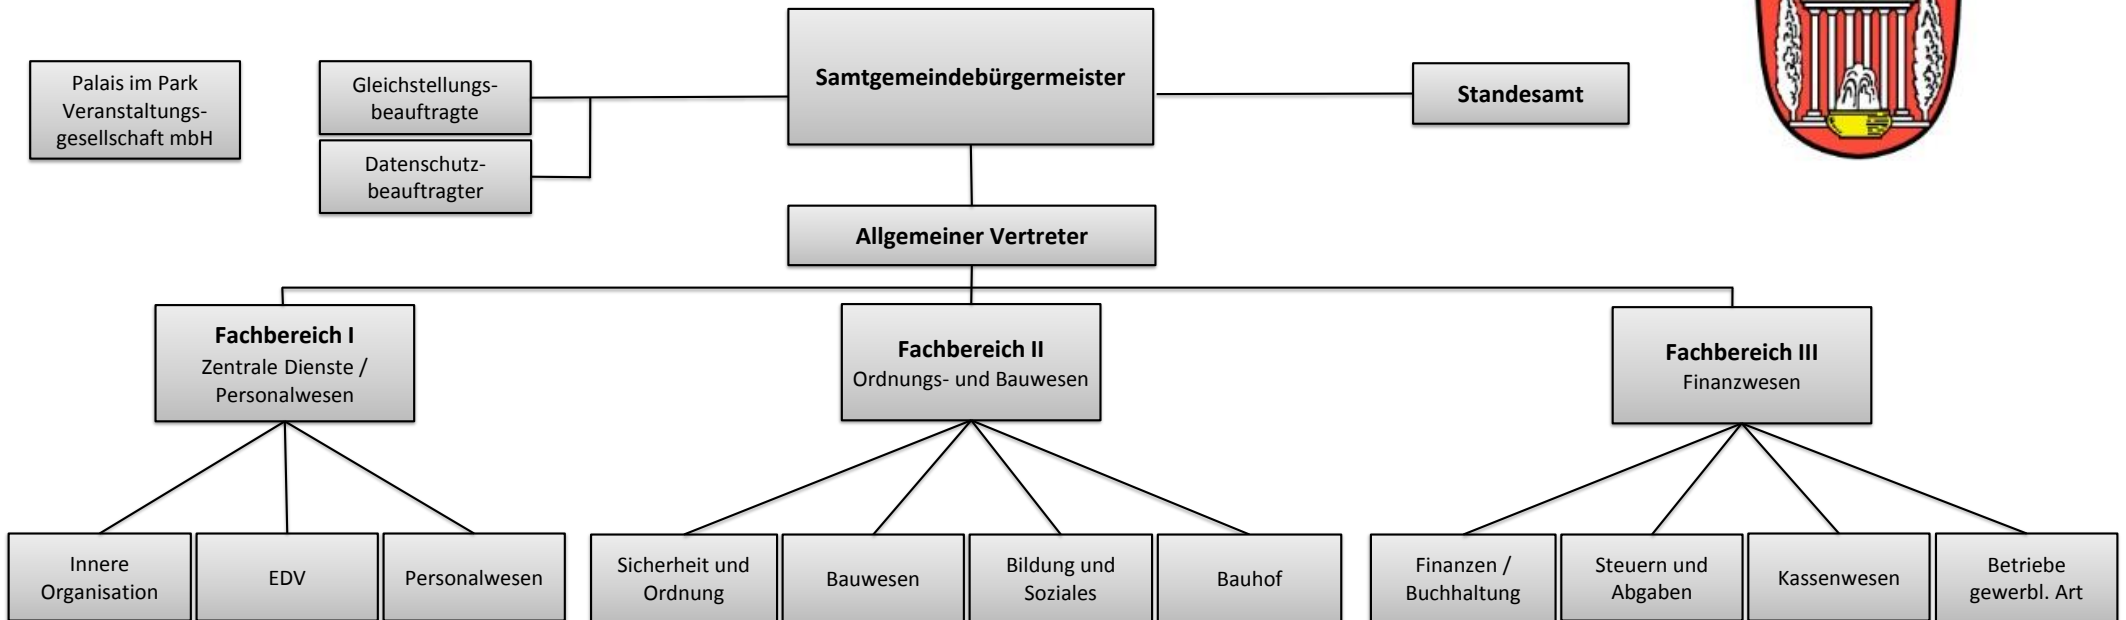 Samtgemeindebürgermeister
Palais im Park
Veranstaltungs-
gesellschaft mbH
Gleichstellungs-
beauftragte
Datenschutz-
beauftragter
Standesamt
Allgemeiner Vertreter
Fachbereich I
Zentrale Dienste /
Personalwesen
Fachbereich II
Ordnungs- und Bauwesen
Fachbereich III
Finanzwesen
Innere
Organisation
EDV
Personalwesen
Sicherheit und
Ordnung
Bauwesen
Bildung und
Soziales
Bauhof
Finanzen /
Buchhaltung
Steuern und
Abgaben
Kassenwesen
Betriebe
gewerbl. Art